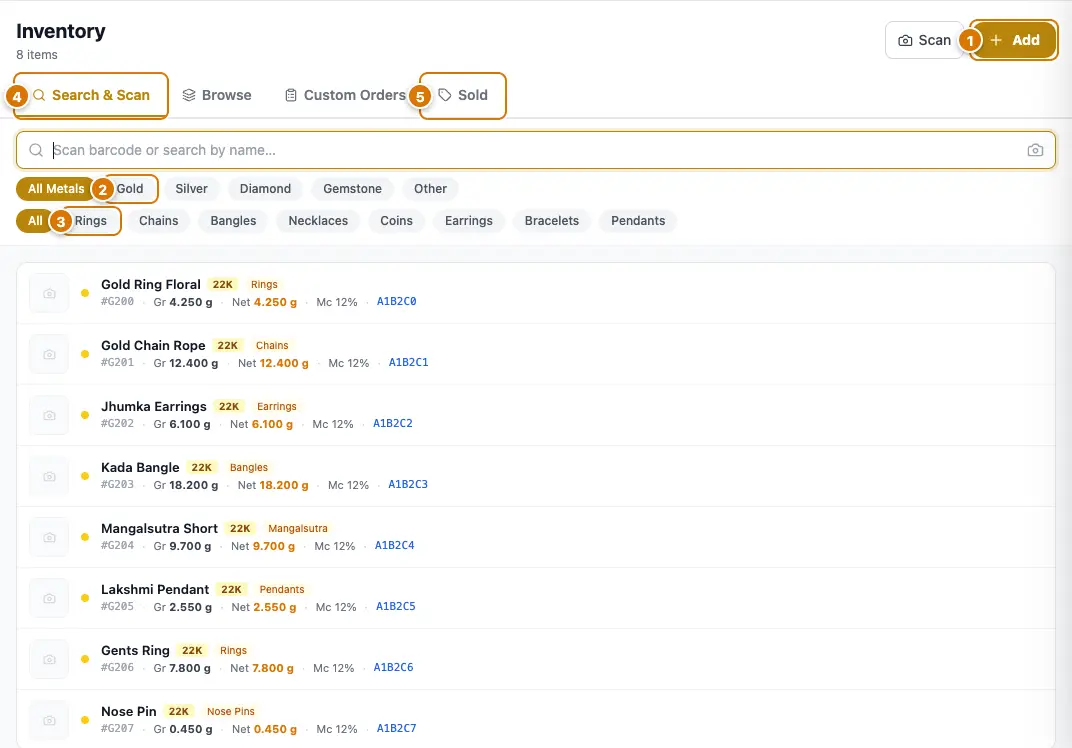 Inventory
8 items
Scan
1
+ Add
4
Search & Scan
Browse
Custom Orders
5
Sold
Scan barcode or search by name...
All Metals
2
Gold
Silver
Diamond
Gemstone
Other
All
3
Rings
Chains
Bangles
Necklaces
Coins
Earrings
Bracelets
Pendants
Gold Ring Floral 22K Rings
#G200 · Gr 4.250 g · Net 4.250 g · Mc 12% · A1B2C0
Gold Chain Rope 22K Chains
#G201 · Gr 12.400 g · Net 12.400 g · Mc 12% · A1B2C1
Jhumka Earrings 22K Earrings
#G202 · Gr 6.100 g · Net 6.100 g · Mc 12% · A1B2C2
Kada Bangle 22K Bangles
#G203 · Gr 18.200 g · Net 18.200 g · Mc 12% · A1B2C3
Mangalsutra Short 22K Mangalsutra
#G204 · Gr 9.700 g · Net 9.700 g · Mc 12% · A1B2C4
Lakshmi Pendant 22K Pendants
#G205 · Gr 2.550 g · Net 2.550 g · Mc 12% · A1B2C5
Gents Ring 22K Rings
#G206 · Gr 7.800 g · Net 7.800 g · Mc 12% · A1B2C6
Nose Pin 22K Nose Pins
#G207 · Gr 0.450 g · Net 0.450 g · Mc 12% · A1B2C7